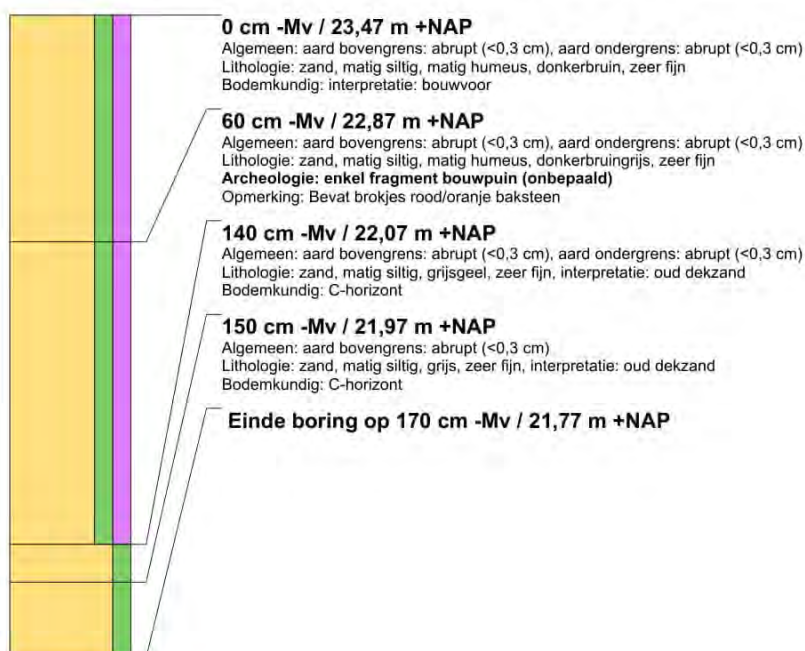 0 cm -Mv / 23,47 m +NAP
Algemeen: aard bovengrens: abrupt (<0,3 cm), aard ondergrens: abrupt (<0,3 cm)
Lithologie: zand, matig siltig, matig humeus, donkerbruin, zeer fijn
Bodemkundig: interpretatie: bouwvoor
60 cm -Mv / 22,87 m +NAP
Algemeen: aard bovengrens: abrupt (<0,3 cm), aard ondergrens: abrupt (<0,3 cm)
Lithologie: zand, matig siltig, matig humeus, donkerbruingrijs, zeer fijn
Archeologie: enkel fragment bouwpuin (onbepaald)
Opmerking: Bevat brokjes rood/oranje baksteen
140 cm -Mv / 22,07 m +NAP
Algemeen: aard bovengrens: abrupt (<0,3 cm), aard ondergrens: abrupt (<0,3 cm)
Lithologie: zand, matig siltig, grijsgeel, zeer fijn, interpretatie: oud dekzand
Bodemkundig: C-horizont
150 cm -Mv / 21,97 m +NAP
Algemeen: aard bovengrens: abrupt (<0,3 cm)
Lithologie: zand, matig siltig, grijs, zeer fijn, interpretatie: oud dekzand
Bodemkundig: C-horizont
Einde boring op 170 cm -Mv / 21,77 m +NAP